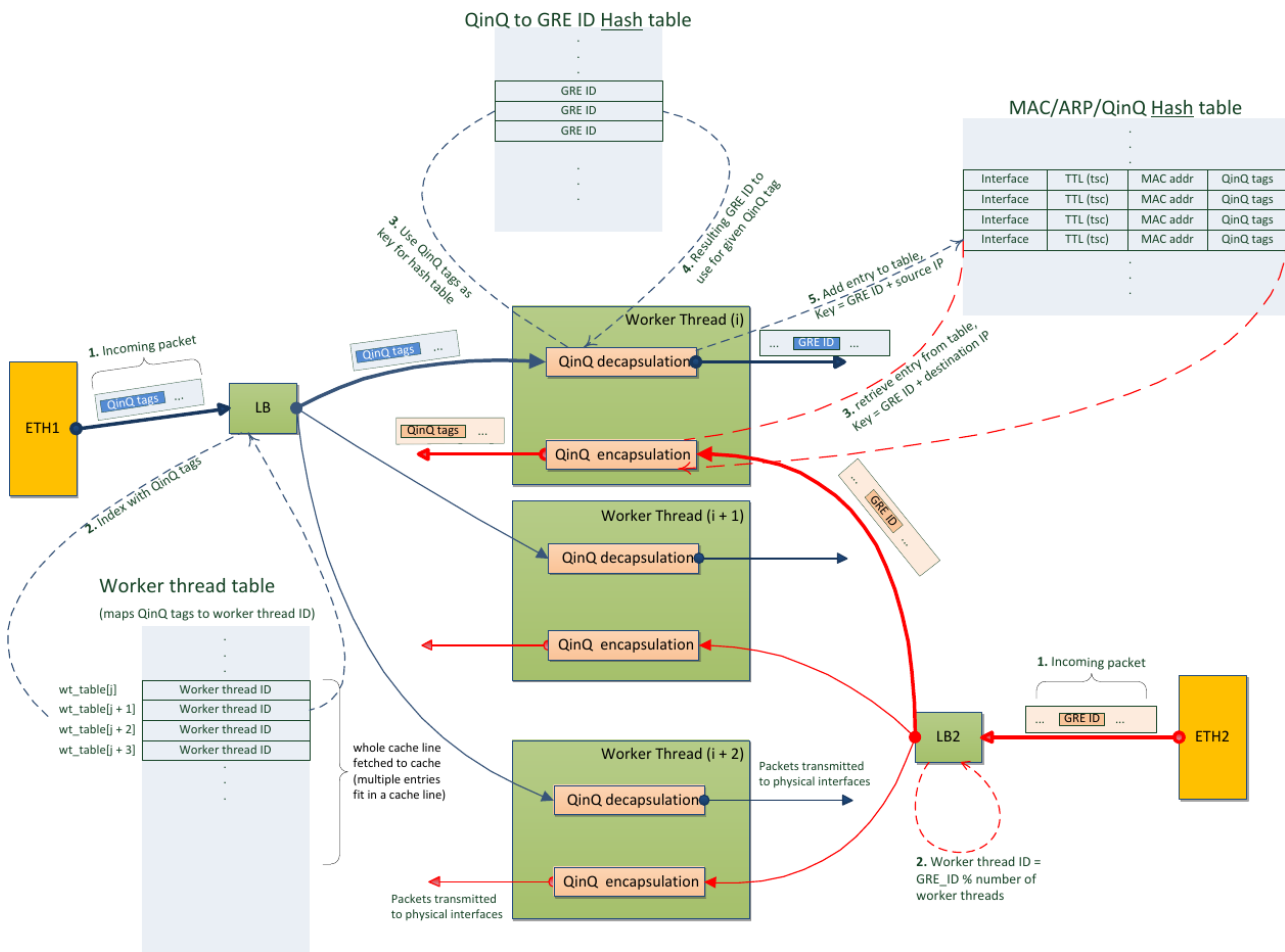 QinQ to GRE ID Hash table
.
.
.
GRE ID
GRE ID
GRE ID
.
.
.
MAC/ARP/QinQ Hash table
.
.
.
Interface TTL (tsc) MAC addr QinQ tags
Interface TTL (tsc) MAC addr QinQ tags
Interface TTL (tsc) MAC addr QinQ tags
Interface TTL (tsc) MAC addr QinQ tags
.
.
.
3. Use QinQ tags as
key for hash table
4. Resulting GRE ID to
use for given QinQ tag
5. Add entry to table,
Key = GRE ID + source IP
3. retrieve entry from table,
Key = GRE ID + destination IP
1. Incoming packet
QinQ tags ...
ETH1
LB
QinQ tags ...
2. Index with QinQ tags
Worker Thread (i)
QinQ decapsulation
... GRE ID ...
QinQ tags ...
QinQ encapsulation
... GRE ID ...
Worker Thread (i + 1)
QinQ decapsulation
QinQ encapsulation
Worker thread table
(maps QinQ tags to worker thread ID)
.
.
.
wt_table[j] Worker thread ID
wt_table[j + 1] Worker thread ID
wt_table[j + 2] Worker thread ID
wt_table[j + 3] Worker thread ID
.
.
.
whole cache line
fetched to cache
(multiple entries
fit in a cache line)
Worker Thread (i + 2)
QinQ decapsulation
QinQ encapsulation
Packets transmitted
to physical interfaces
Packets transmitted
to physical interfaces
1. Incoming packet
... GRE ID ...
LB2
ETH2
2. Worker thread ID =
GRE_ID % number of
worker threads